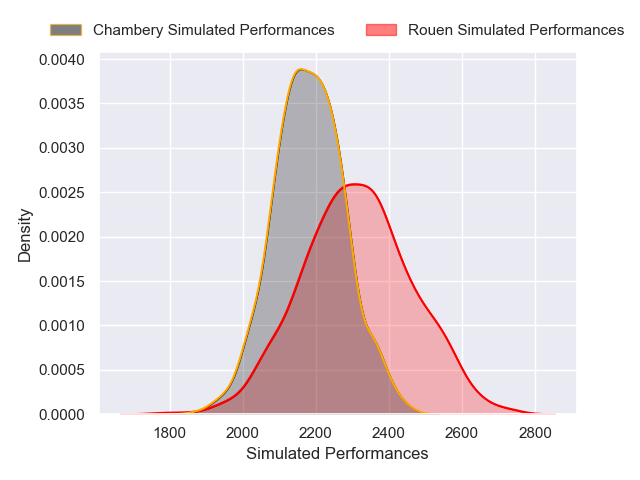 Chambery Simulated Performances Rouen Simulated Performances
0.0040
0.0035
0.0030
0.0025
0.0020
0.0015
0.0010
0.0005
0.0000
Density
1800 2000 2200 2400 2600 2800
Simulated Performances